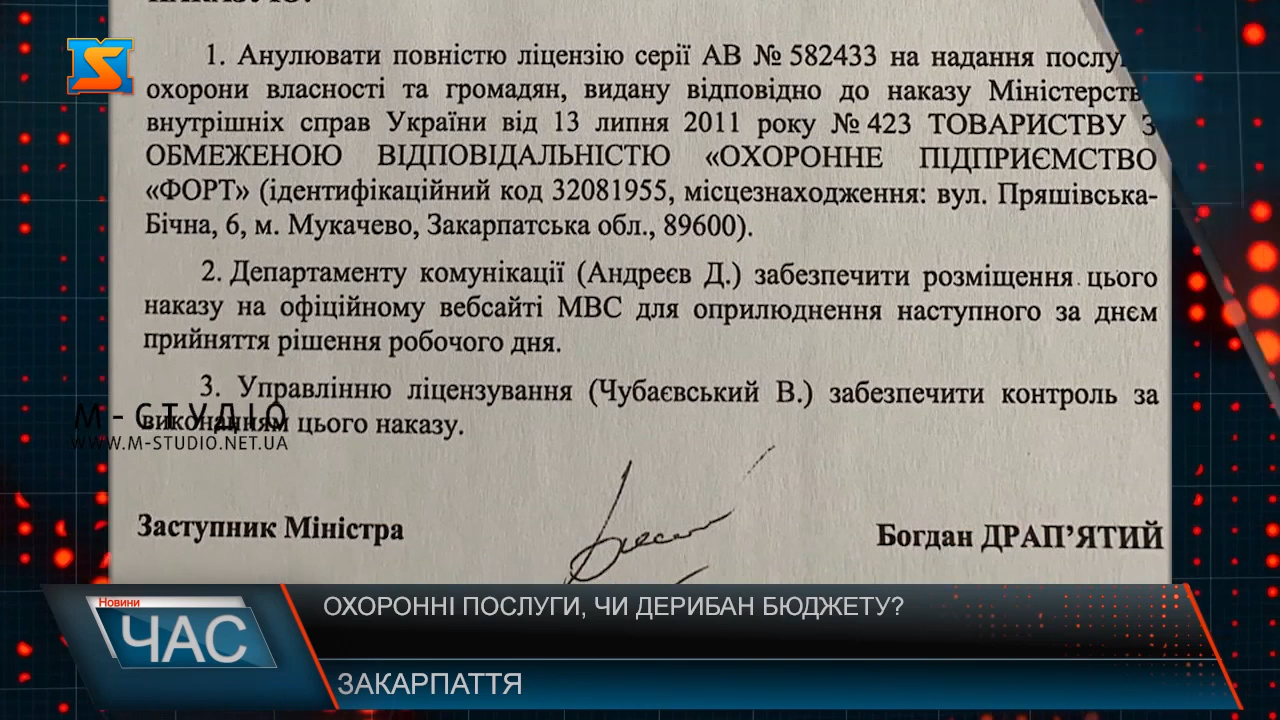 1. Анулювати повністю ліцензію серії АВ № 582433 на надання
охорони власності та громадян, видану відповідно до наказу
внутрішніх справ України від 13 липня 2011 року № 423 ТОВАРИСТВУ З
ОБМЕЖЕНОЮ ВІДПОВІДАЛЬНІСТЮ «ОХОРОННЕ ПІДПРИЄМСТВО
«ФОРТ» (ідентифікаційний код 32081955, місцезнаходження: вул. Пряшівська-
Бічна, 6, м. Мукачево, Закарпатська обл., 89600).
2. Департаменту комунікації (Андреєв Д.) забезпечити розміщення цього
наказу на офіційному вебсайті МВС для оприлюднення наступного за днем
прийняття рішення робочого дня.
3. Управлінню ліцензування (Чубаєвський В.) забезпечити контроль за
виконанням цього наказу.
М-СТУДІО
WWW.M-STUDIO.NET.UA
Заступник Міністра Богдан ДРАП’ЯТИЙ
Новини
ЧАС
ОХОРОННІ ПОСЛУГИ, ЧИ ДЕРИБАН БЮДЖЕТУ?
ЗАКАРПАТТЯ